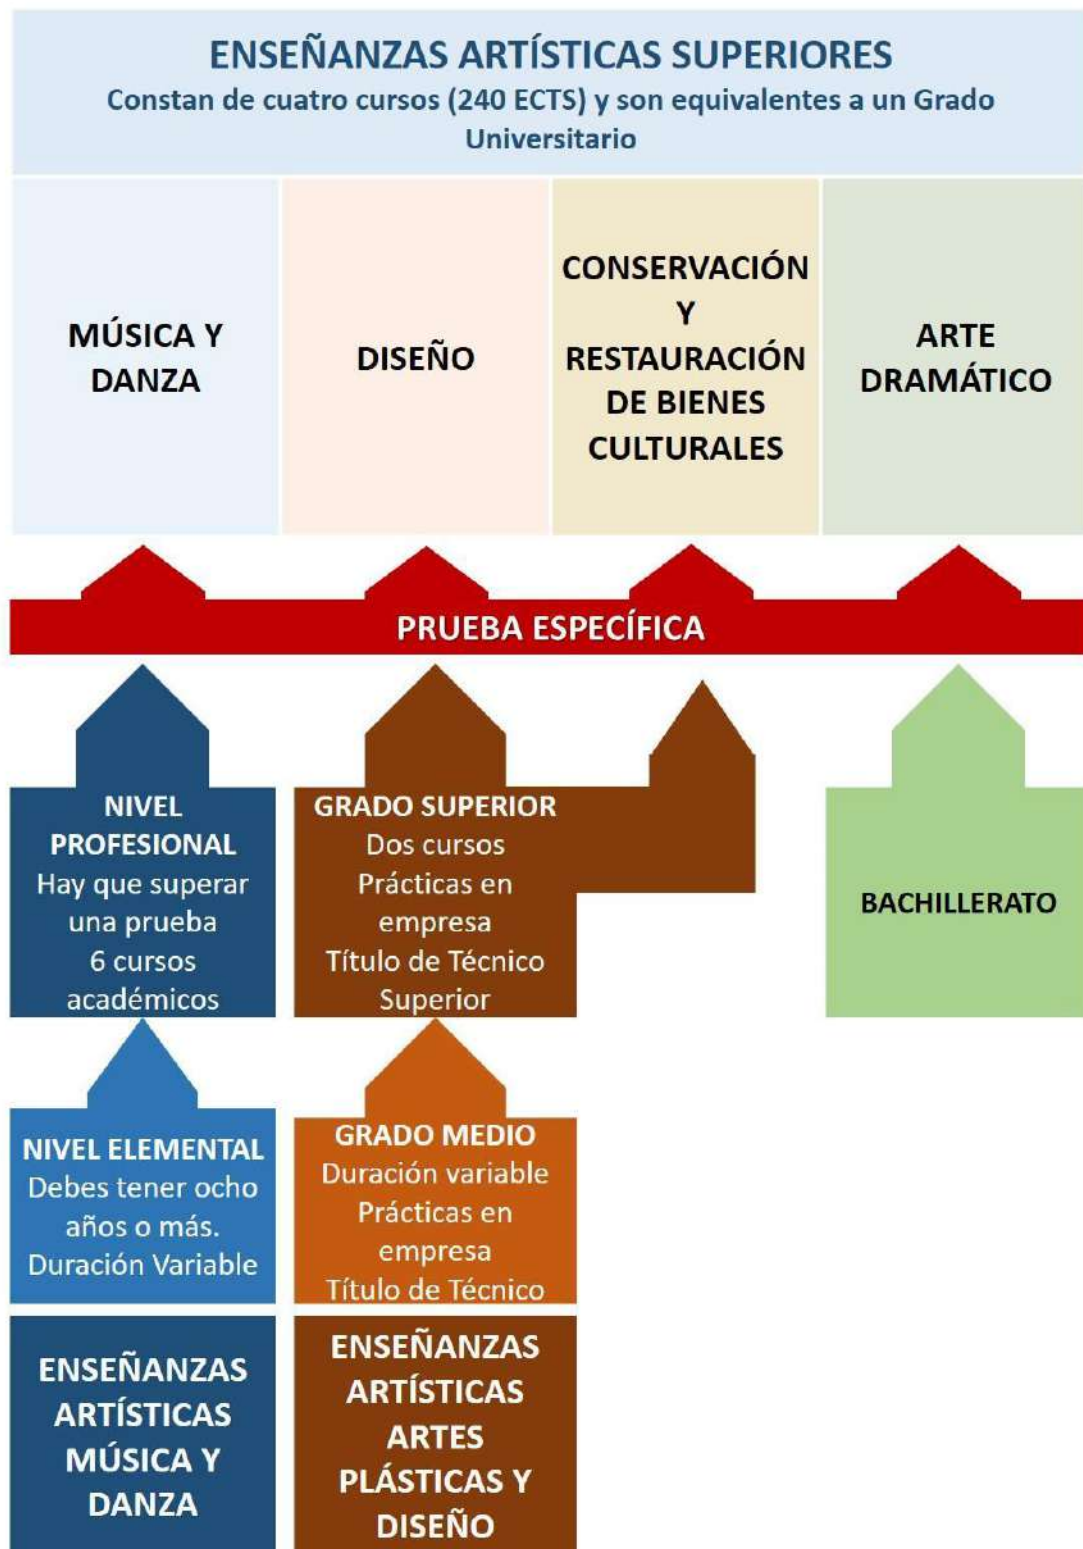 ENSEÑANZAS ARTÍSTICAS SUPERIORES
Constan de cuatro cursos (240 ECTS) y son equivalentes a un Grado
Universitario
MÚSICA Y
DANZA
DISEÑO
CONSERVACIÓN
Y
RESTAURACIÓN
DE BIENES
CULTURALES
ARTE
DRAMÁTICO
PRUEBA ESPECÍFICA
NIVEL
PROFESIONAL
Hay que superar
una prueba
6 cursos
académicos
GRADO SUPERIOR
Dos cursos
Prácticas en
empresa
Título de Técnico
Superior
BACHILLERATO
NIVEL ELEMENTAL
Debes tener ocho
años o más.
Duración Variable
GRADO MEDIO
Duración variable
Prácticas en
empresa
Título de Técnico
ENSEÑANZAS
ARTÍSTICAS
MÚSICA Y
DANZA
ENSEÑANZAS
ARTÍSTICAS
ARTES
PLÁSTICAS Y
DISEÑO